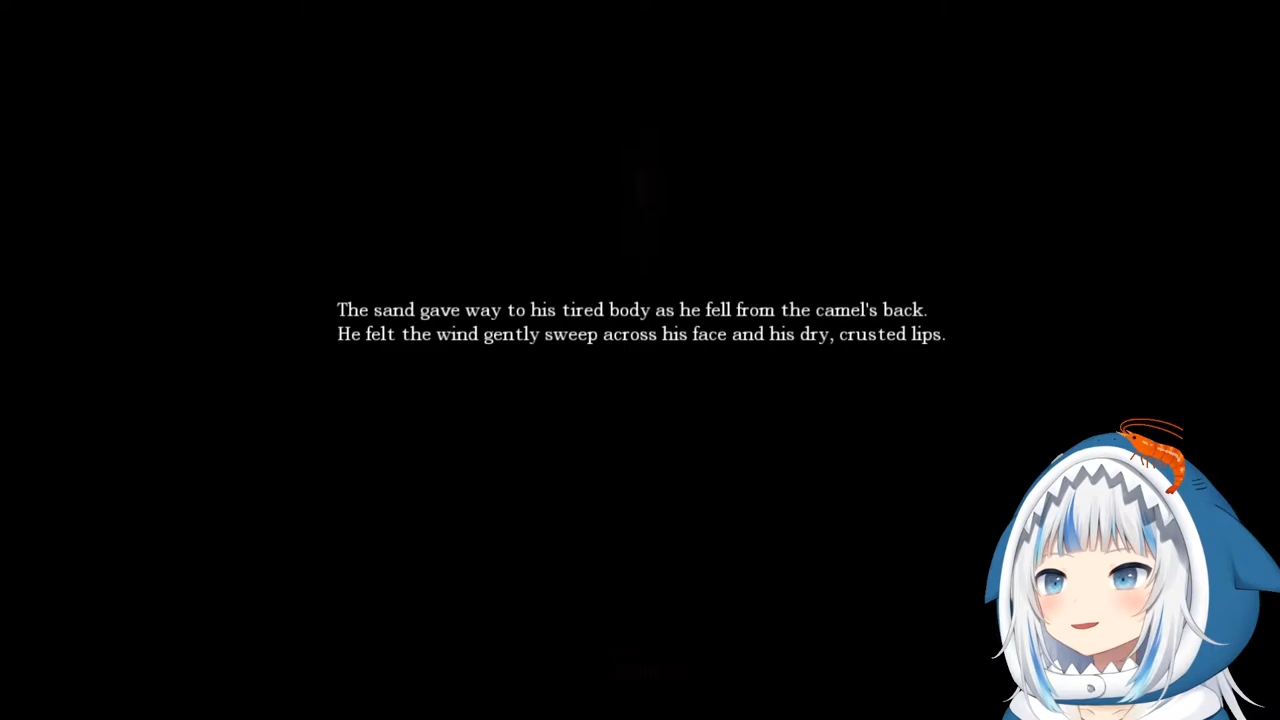 The sand gave way to his tired body as he fell from the camel's back.
He felt the wind gently sweep across his face and his dry, crusted lips.